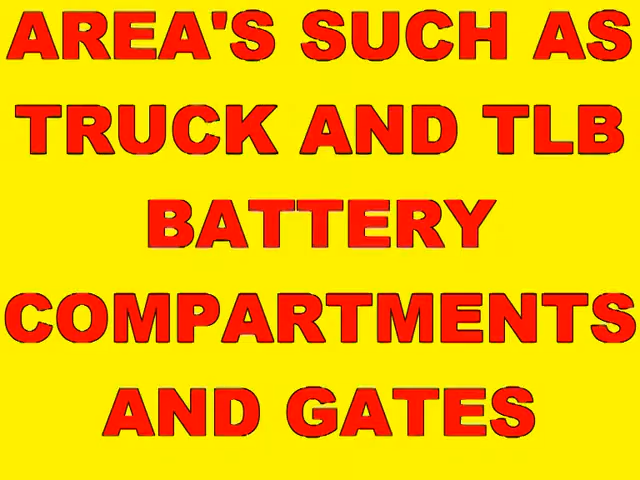 AREA'S SUCH AS
TRUCK AND TLB
BATTERY
COMPARTMENTS
AND GATES